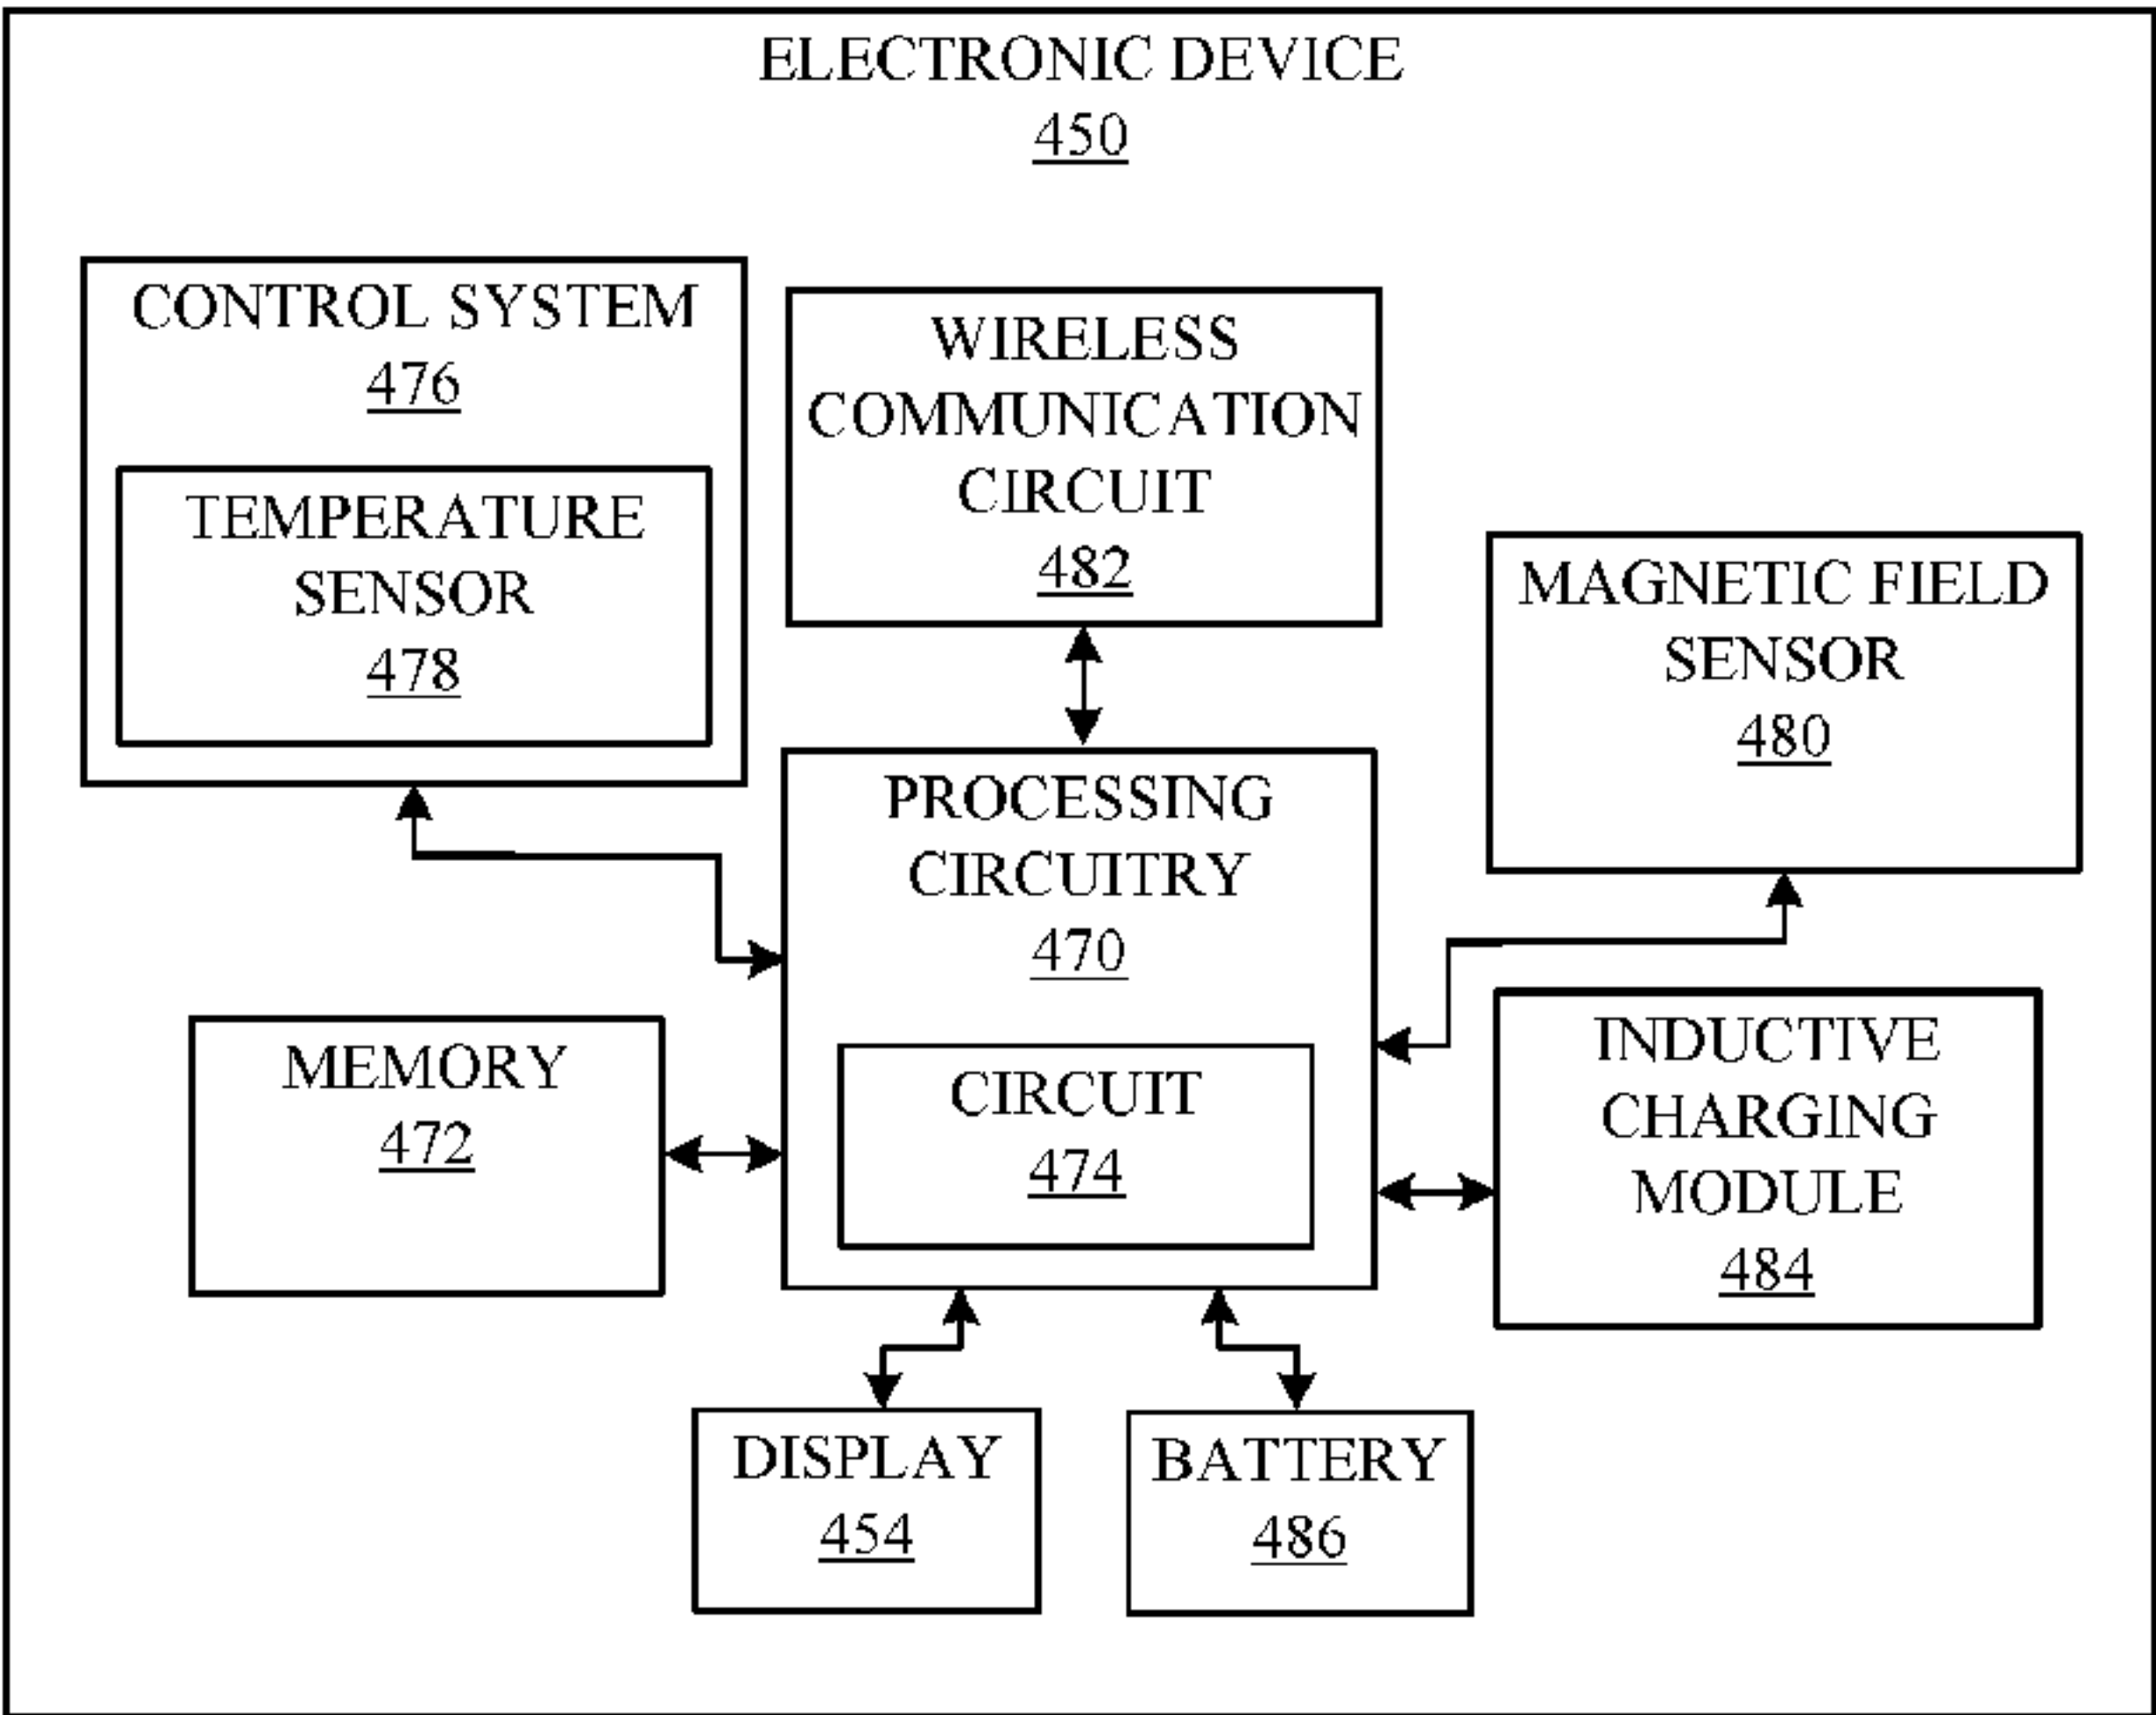 ELECTRONIC DEVICE
450
CONTROL SYSTEM
476
TEMPERATURE
SENSOR
478
WIRELESS
COMMUNICATION
CIRCUIT
482
MAGNETIC FIELD
SENSOR
480
PROCESSING
CIRCUITRY
470
CIRCUIT
474
MEMORY
472
INDUCTIVE
CHARGING
MODULE
484
DISPLAY
454
BATTERY
486